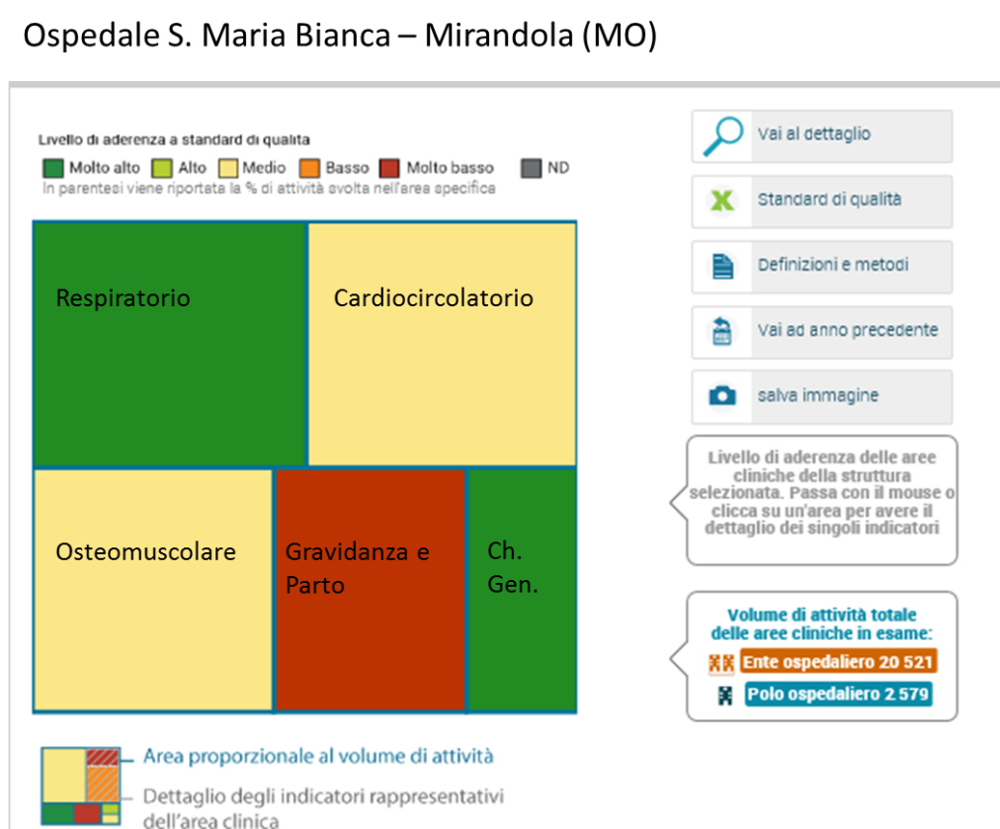 Ospedale S. Maria Bianca – Mirandola (MO)
Livello di aderenza a standard di qualità
Molto alto Alto Medio Basso Molto basso ND
In parentesi viene riportata la % di attività svolta nell'area specifica
Respiratorio
Cardiocircolatorio
Osteomuscolare
Gravidanza e
Parto
Ch.
Gen.
Area proporzionale al volume di attività
Dettaglio degli indicatori rappresentativi
dell'area clinica
Vai al dettaglio
Standard di qualità
Definizioni e metodi
Vai ad anno precedente
salva immagine
Livello di aderenza delle aree
cliniche della struttura
selezionata. Passa con il mouse o
clicca su un'area per avere il
dettaglio dei singoli indicatori
Volume di attività totale
delle aree cliniche in esame:
Ente ospedaliero 20 521
Polo ospedaliero 2 579